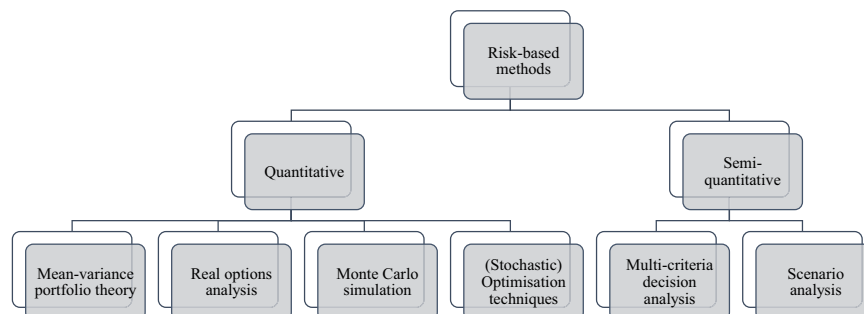 Risk-based
methods
Quantitative
Semi-
quantitative
Mean-variance
portfolio theory
Real options
analysis
Monte Carlo
simulation
(Stochastic)
Optimisation
techniques
Multi-criteria
decision
analysis
Scenario
analysis